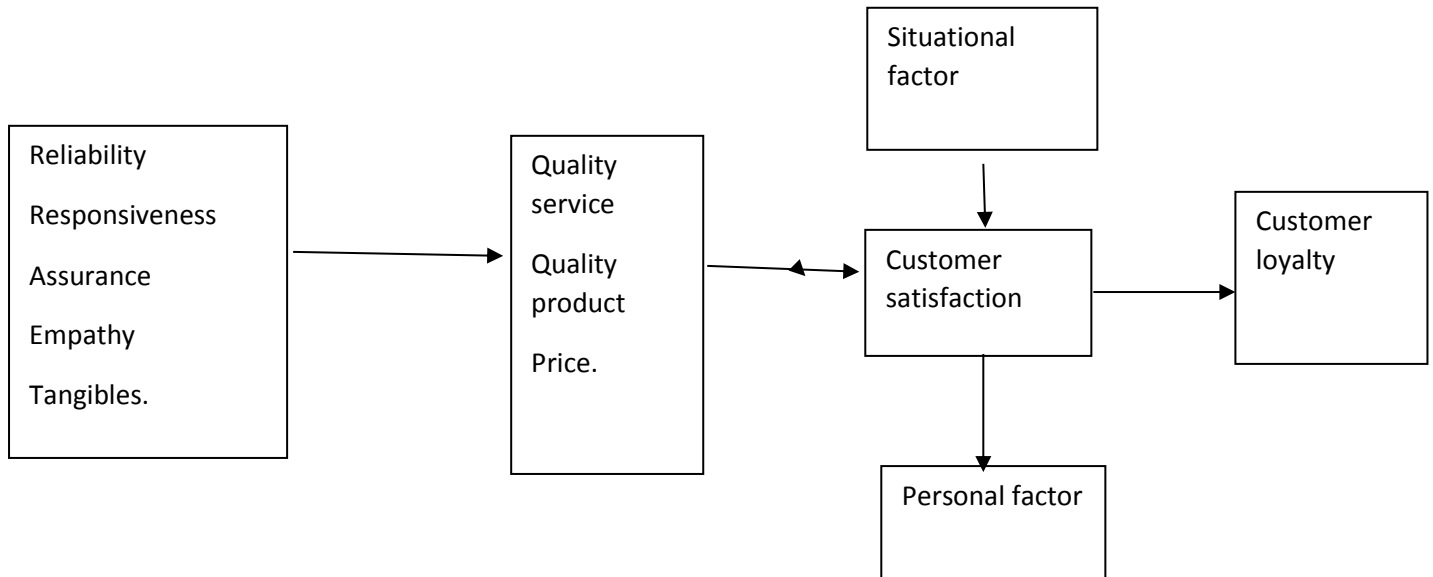 Reliability
Responsiveness
Assurance
Empathy
Tangibles.
Quality
service
Quality
product
Price.
Situational
factor
Customer
satisfaction
Personal factor
Customer
loyalty